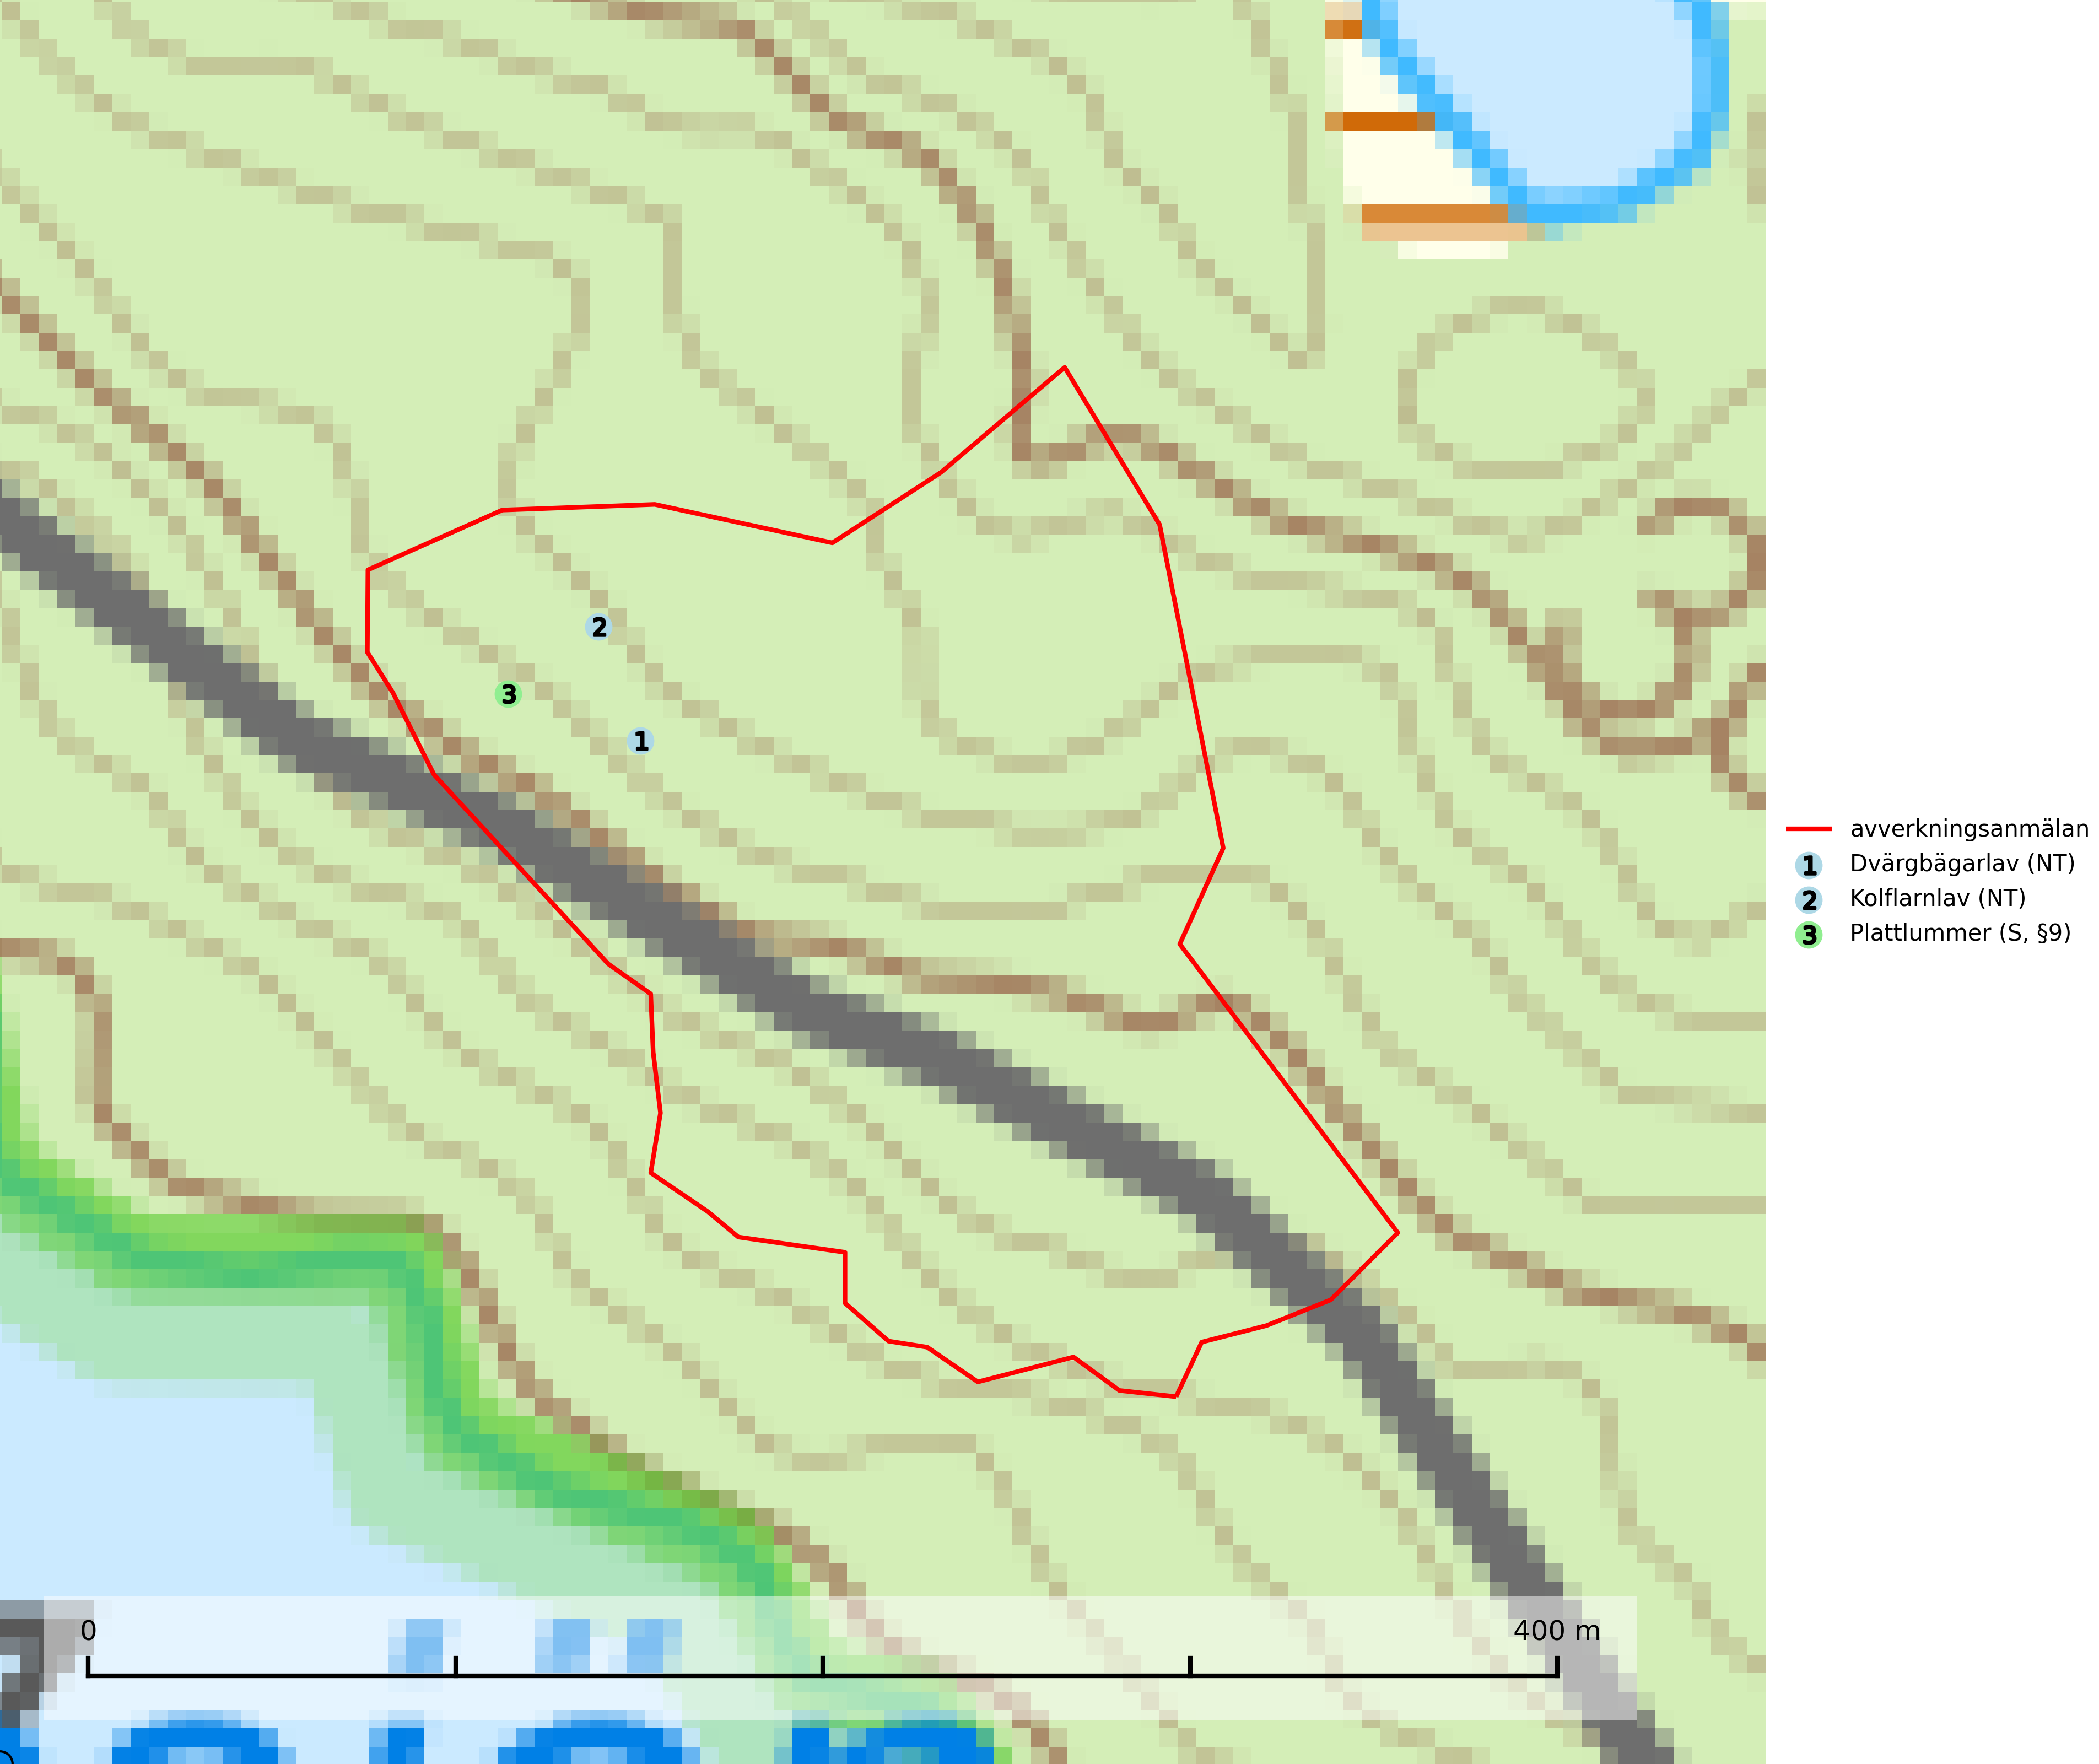 2
3
1
avverkningsanmälan
1 Dvärgbägarlav (NT)
2 Kolflarnlav (NT)
3 Plattlummer (S, §9)
0 400 m